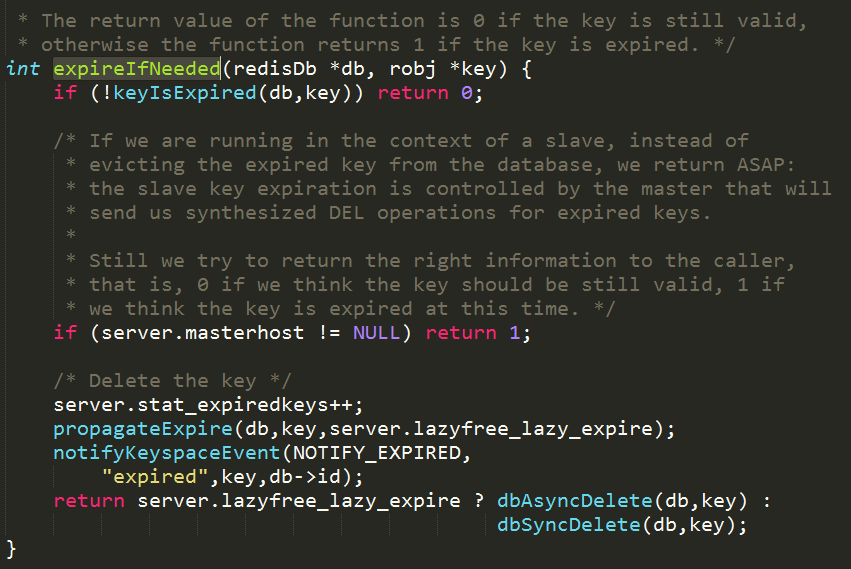 * The return value of the function is 0 if the key is still valid,
 * otherwise the function returns 1 if the key is expired. */
int expireIfNeeded(redisDb *db, robj *key) {
    if (!keyIsExpired(db,key)) return 0;

    /* If we are running in the context of a slave, instead of
     * evicting the expired key from the database, we return ASAP:
     * the slave key expiration is controlled by the master that will
     * send us synthesized DEL operations for expired keys.
     *
     * Still we try to return the right information to the caller,
     * that is, 0 if we think the key should be still valid, 1 if
     * we think the key is expired at this time. */
    if (server.masterhost != NULL) return 1;

    /* Delete the key */
    server.stat_expiredkeys++;
    propagateExpire(db,key,server.lazyfree_lazy_expire);
    notifyKeyspaceEvent(NOTIFY_EXPIRED,
        "expired",key,db->id);
    return server.lazyfree_lazy_expire ? dbAsyncDelete(db,key) :
                                         dbSyncDelete(db,key);
}